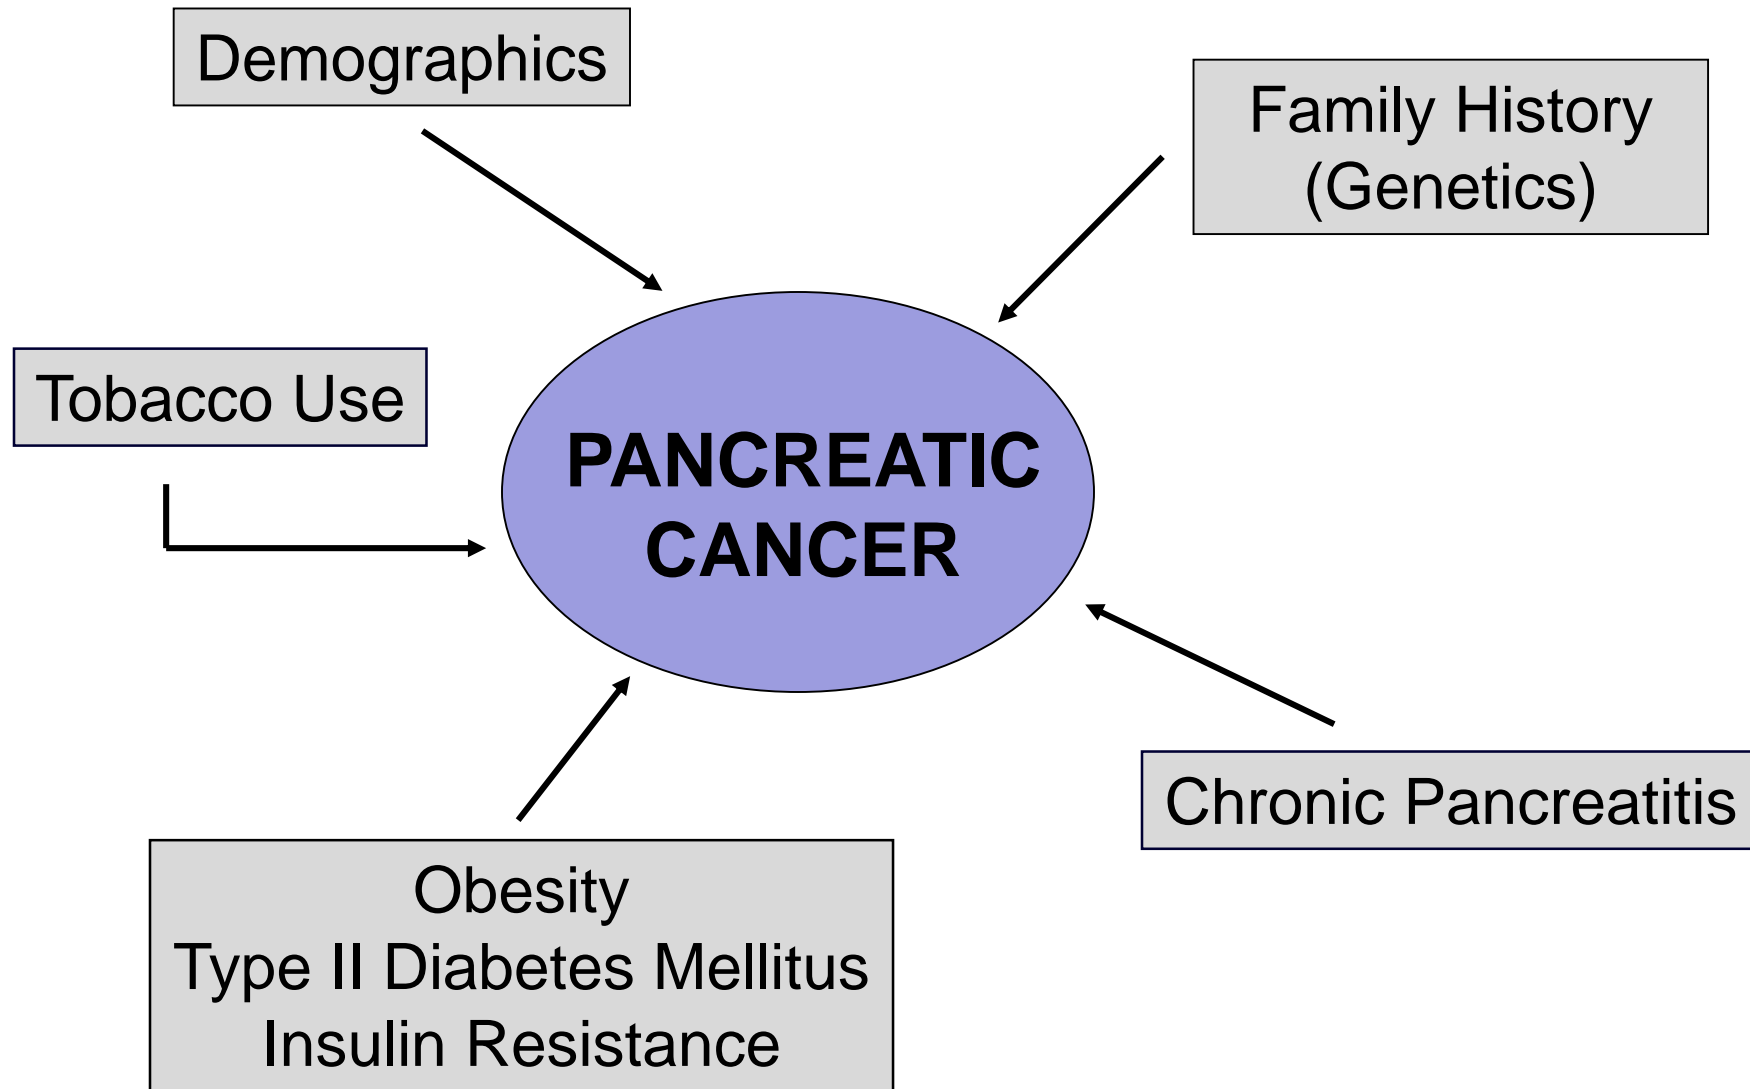 Demographics
Family History
(Genetics)
Tobacco Use
PANCREATIC
CANCER
Chronic Pancreatitis
Obesity
Type II Diabetes Mellitus
Insulin Resistance